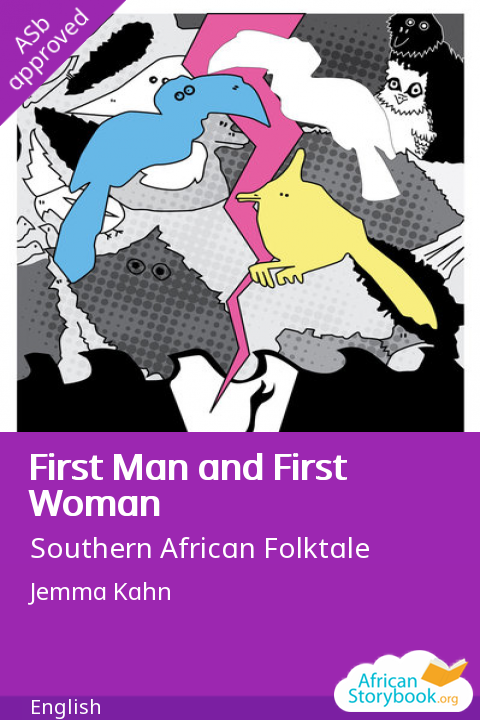 ASb
approved
First Man and First
Woman
Southern African Folktale
Jemma Kahn
African
Storybook.org
English